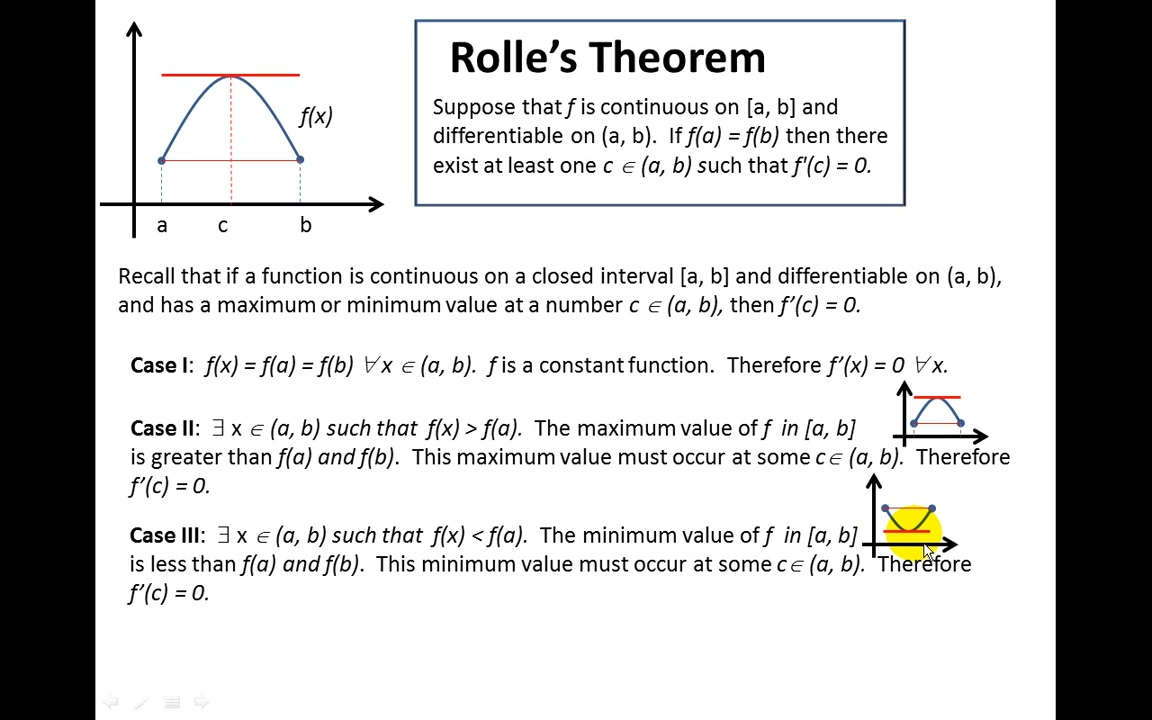 Rolle's Theorem
Suppose that f is continuous on [a, b] and
differentiable on (a, b). If f(a) = f(b) then there
exist at least one c ∈ (a, b) such that f'(c) = 0.
f(x)
a c b
Recall that if a function is continuous on a closed interval [a, b] and differentiable on (a, b),
and has a maximum or minimum value at a number c ∈ (a, b), then f'(c) = 0.
Case I: f(x) = f(a) = f(b) ∀ x ∈ (a, b). f is a constant function. Therefore f'(x) = 0 ∀ x.
Case II: ∃ x ∈ (a, b) such that f(x) > f(a). The maximum value of f in [a, b]
is greater than f(a) and f(b). This maximum value must occur at some c ∈ (a, b). Therefore
f'(c) = 0.
Case III: ∃ x ∈ (a, b) such that f(x) < f(a). The minimum value of f in [a, b]
is less than f(a) and f(b). This minimum value must occur at some c ∈ (a, b). Therefore
f'(c) = 0.